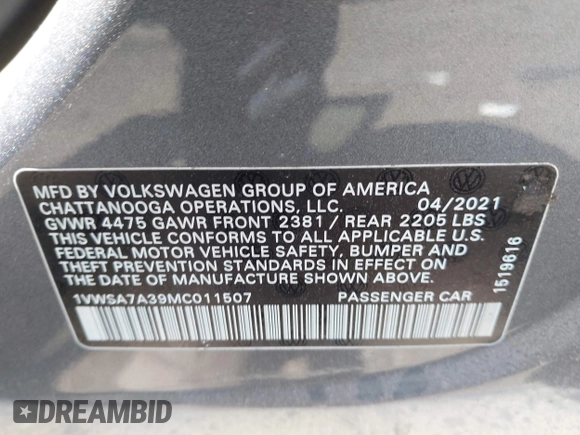 MFD BY VOLKSWAGEN GROUP OF AMERICA
CHATTANOOGA OPERATIONS, LLC. 04/2021
GVWR 4475 GAWR FRONT 2381 / REAR 2205 LBS
THIS VEHICLE CONFORMS TO ALL APPLICABLE U.S.
FEDERAL MOTOR VEHICLE SAFETY, BUMPER AND
THEFT PREVENTION STANDARDS IN EFFECT ON
THE DATE OF MANUFACTURE SHOWN ABOVE.
1VWSA7A39MC011507 PASSENGER CAR
1519616
DREAMBID